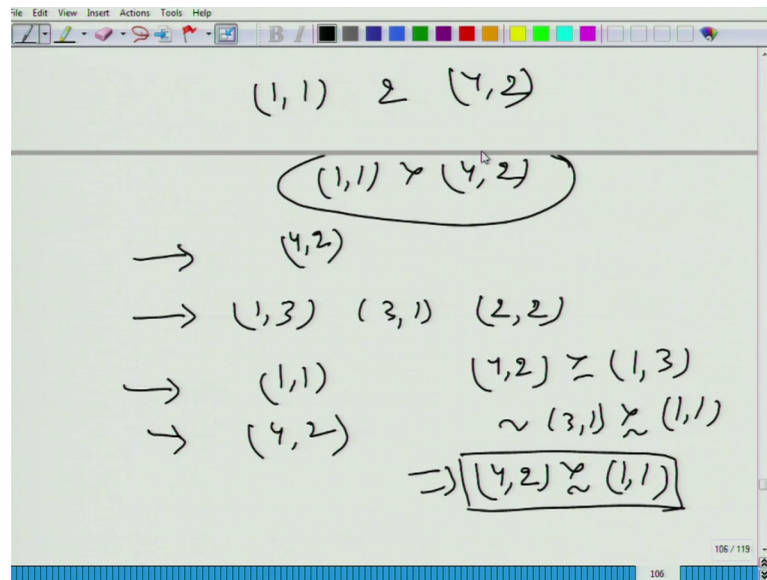 File Edit View Insert Actions Tools Help
B I
(1,1) & (4,2)
(1,1) ≻ (4,2)
→ (4,2)
→ (1,3) (3,1) (2,2)
→ (1,1) (4,2) ≿ (1,3)
~ (3,1) ≿ (1,1)
→ (4,2)
⇒ (4,2) ≿ (1,1)
106 / 119
106